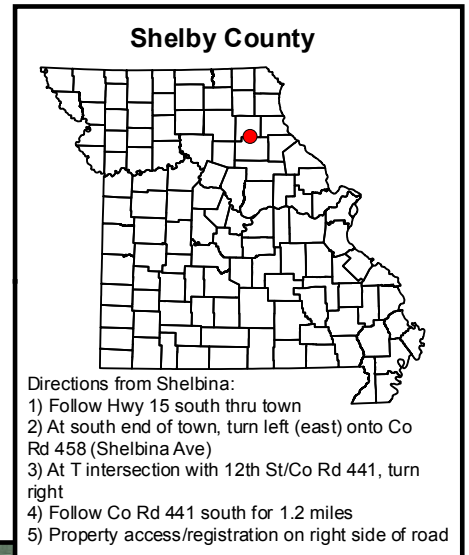 Shelby County
Directions from Shelbina:
1) Follow Hwy 15 south thru town
2) At south end of town, turn left (east) onto Co
Rd 458 (Shelbina Ave)
3) At T intersection with 12th St/Co Rd 441, turn
right
4) Follow Co Rd 441 south for 1.2 miles
5) Property access/registration on right side of road